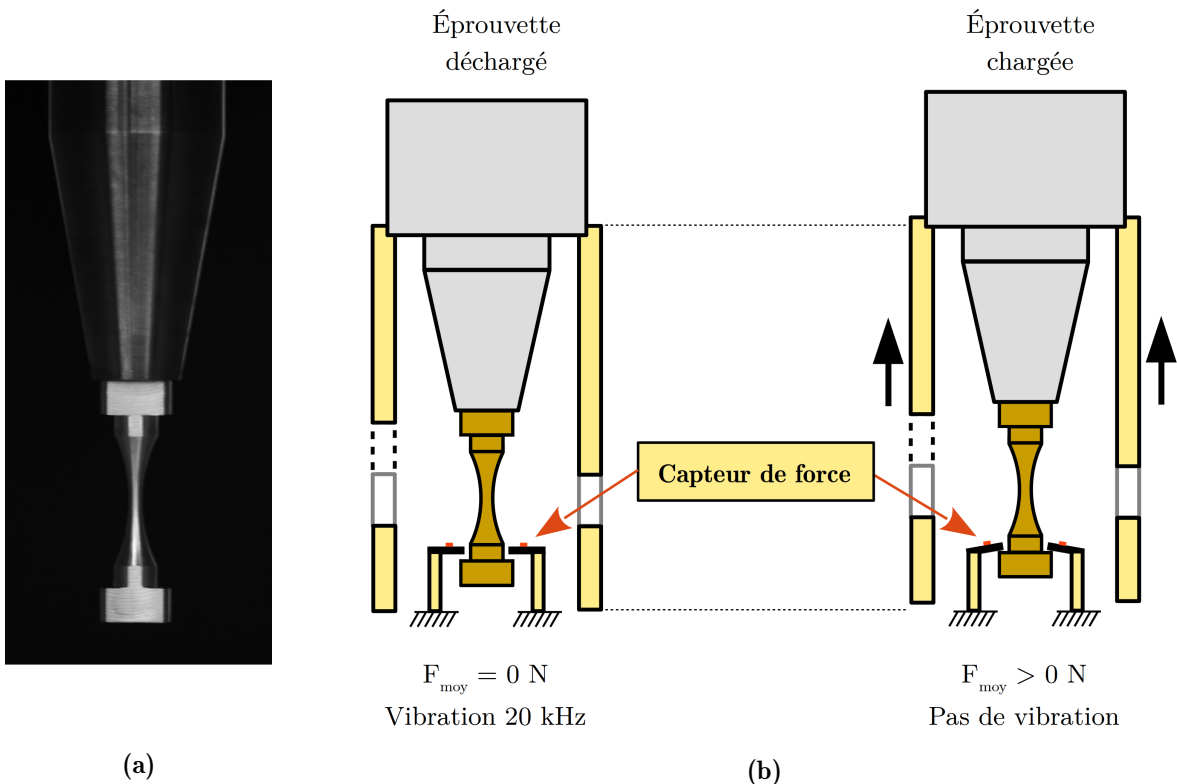 Éprouvette
déchargé
Éprouvette
chargée
Capteur de force
F_moy = 0 N
Vibration 20 kHz
F_moy > 0 N
Pas de vibration
(a)
(b)